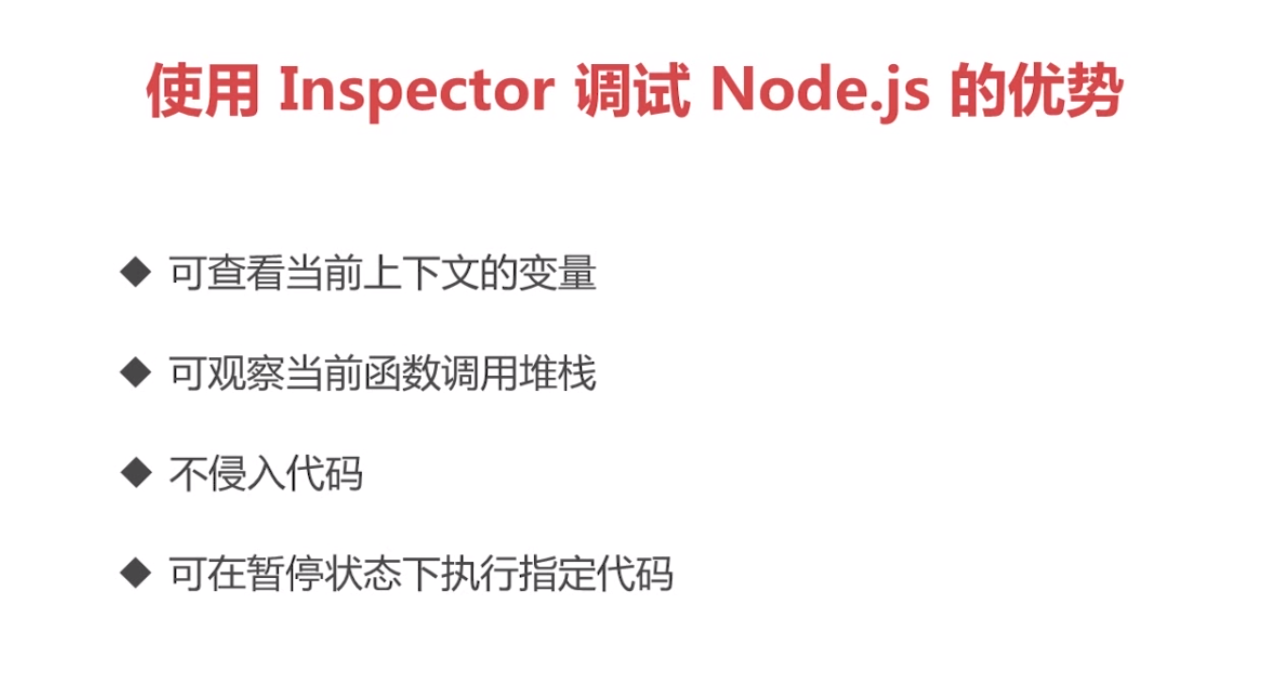 使用 Inspector 调试 Node.js 的优势
◆ 可查看当前上下文的变量
◆ 可观察当前函数调用堆栈
◆ 不侵入代码
◆ 可在暂停状态下执行指定代码